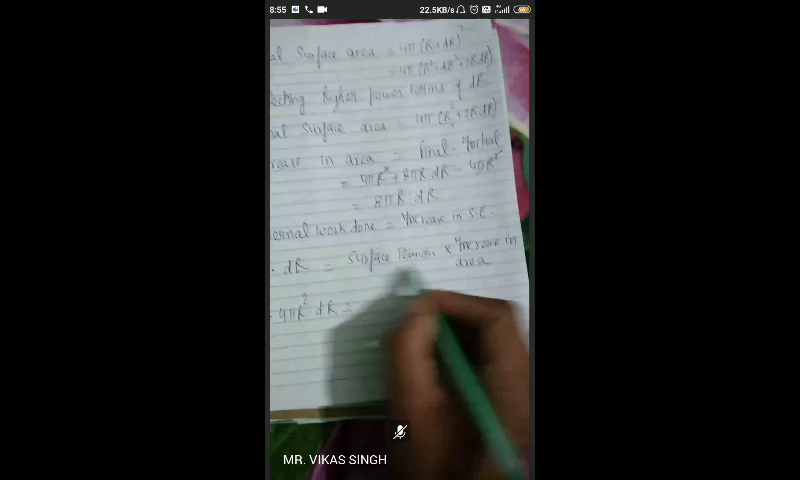 8:55 22.5KB/s
al Surface area = 4π(R+dR)²
= 4π(R²+dR²+2RdR)
ecting higher power terms of dR
nal Surface area = 4π(R²+2RdR)
rease in area = Final - Initial
= 4πR² + 8πR dR - 4πR²
= 8πR dR
ernal work done = Increase in S.E.
. dR = Surface Tension × Increase in area
. 4πR² dR =
MR. VIKAS SINGH